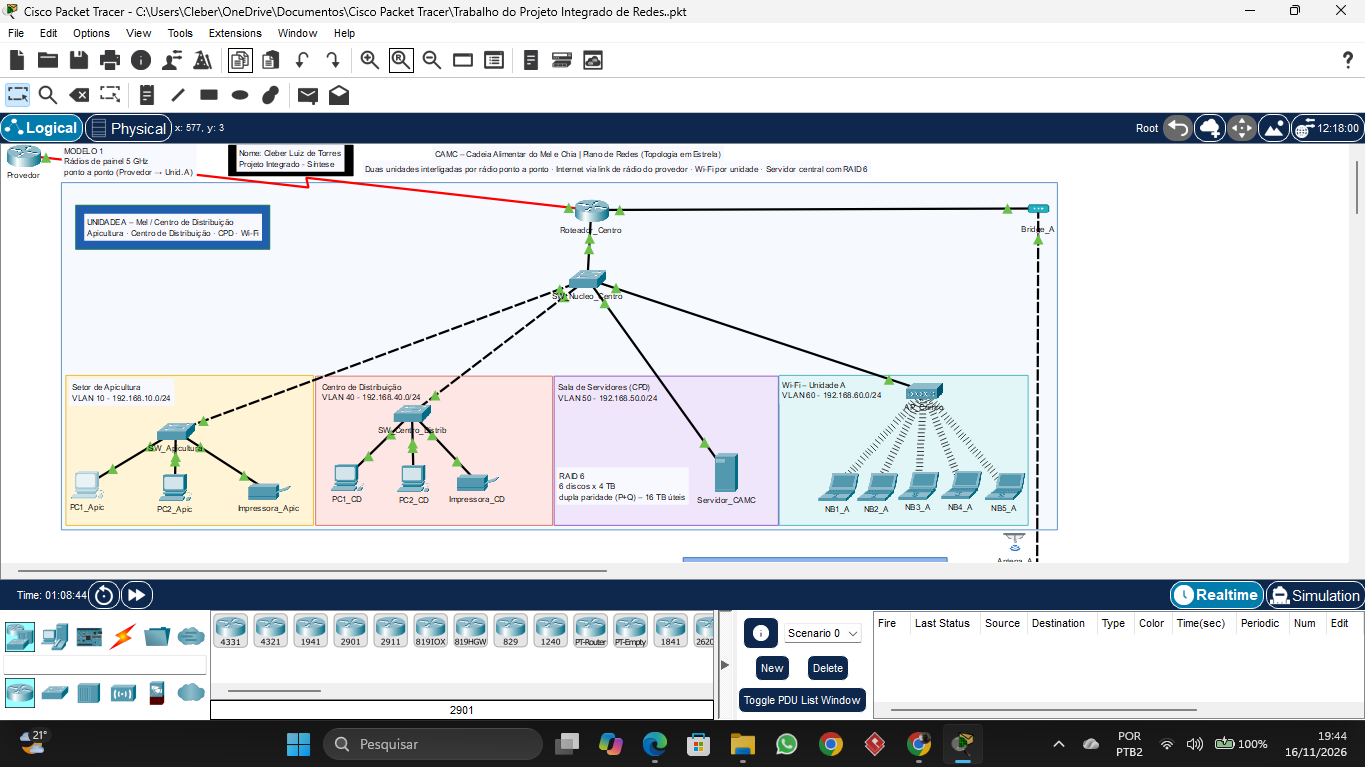 Cisco Packet Tracer - C:\Users\Cleber\OneDrive\Documentos\Cisco Packet Tracer\Trabalho do Projeto Integrado de Redes..pkt
File Edit Options View Tools Extensions Window Help
Logical Physical x: 577, y: 3 Root 12:18:00
Provedor
MODELO 1
Rádios de painel 5 GHz
ponto a ponto (Provedor → Unid.A)
Nome: Cleber Luiz de Torres
Projeto Integrado - Síntese
CAMC – Cadeia Alimentar do Mel e Chia | Plano de Redes (Topologia em Estrela)
Duas unidades interligadas por rádio ponto a ponto · Internet via link de rádio do provedor · Wi-Fi por unidade · Servidor central com RAID 6
UNIDADE A – Mel / Centro de Distribuição
Apicultura · Centro de Distribuição · CPD · Wi-Fi
Roteador_Centro
Bridge_A
SW_Nucleo_Centro
Setor de Apicultura
VLAN 10 - 192.168.10.0/24
SW_Apicultura
PC1_Apic
PC2_Apic
Impressora_Apic
Centro de Distribuição
VLAN 40 - 192.168.40.0/24
SW_Centro_Distrib
PC1_CD
PC2_CD
Impressora_CD
Sala de Servidores (CPD)
VLAN 50 - 192.168.50.0/24
RAID 6
6 discos x 4 TB
dupla paridade (P+Q) – 16 TB úteis
Servidor_CAMC
Wi-Fi – Unidade A
VLAN 60 - 192.168.60.0/24
AP_Centro
NB1_A
NB2_A
NB3_A
NB4_A
NB5_A
Antena_A
Time: 01:08:44 Realtime Simulation
4331 4321 1941 2901 2911 819IOX 819HGW 829 1240 PT-Router PT-Empty 1841 2620
2901
Scenario 0
New Delete
Toggle PDU List Window
Fire Last Status Source Destination Type Color Time(sec) Periodic Num Edit
21°
Pesquisar
POR
PTB2
100%
19:44
16/11/2026